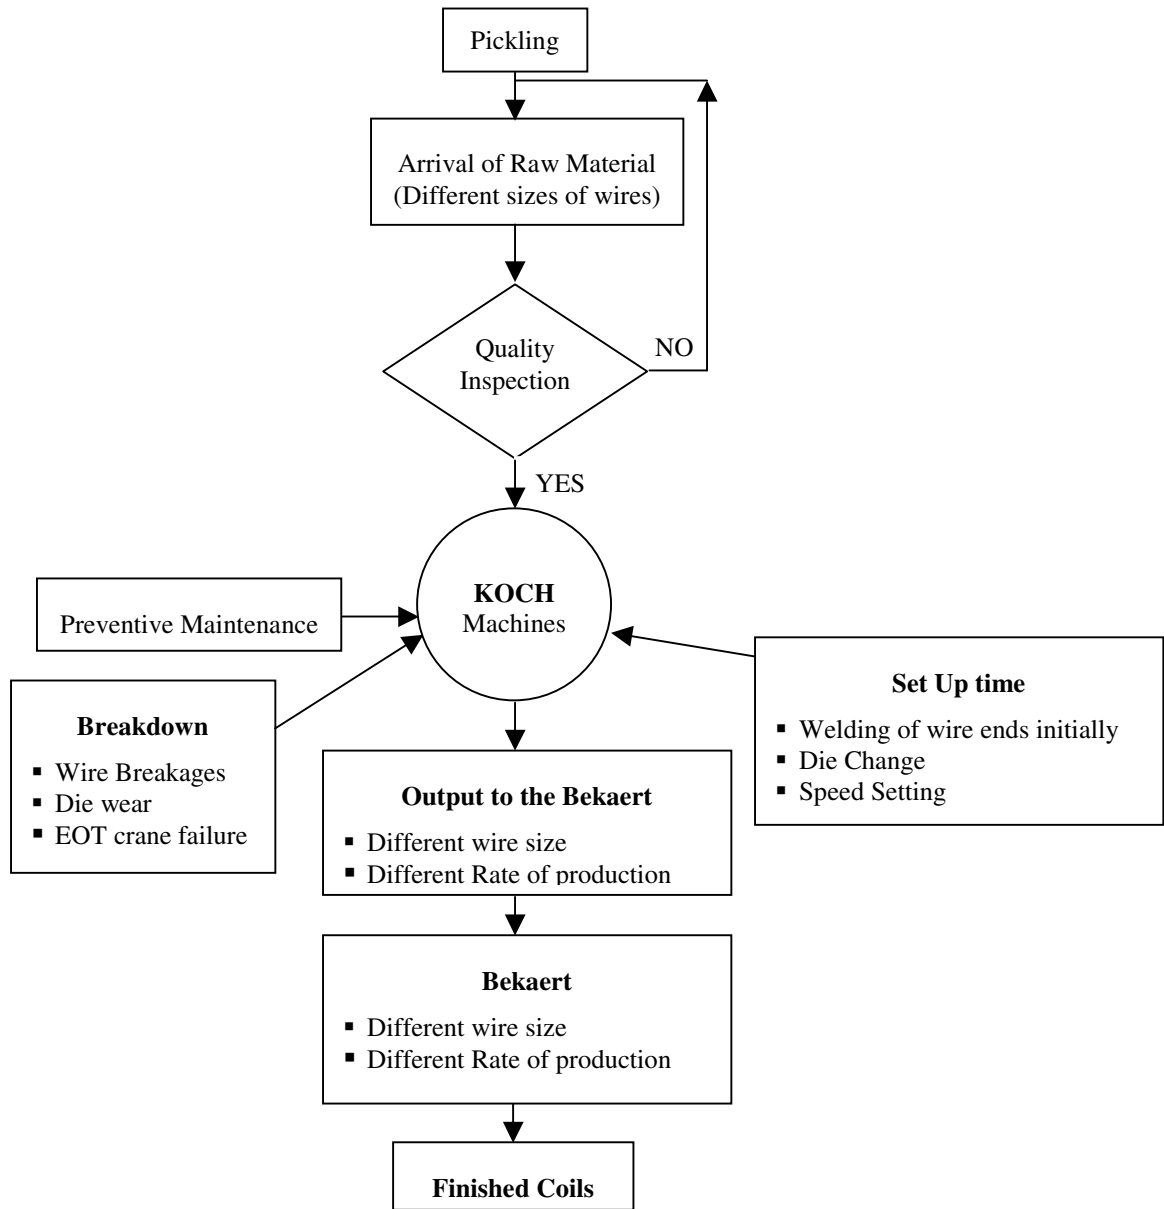 Pickling
Arrival of Raw Material
(Different sizes of wires)
Quality
Inspection
NO
YES
KOCH
Machines
Preventive Maintenance
Breakdown
▪ Wire Breakages
▪ Die wear
▪ EOT crane failure
Set Up time
▪ Welding of wire ends initially
▪ Die Change
▪ Speed Setting
Output to the Bekaert
▪ Different wire size
▪ Different Rate of production
Bekaert
▪ Different wire size
▪ Different Rate of production
Finished Coils